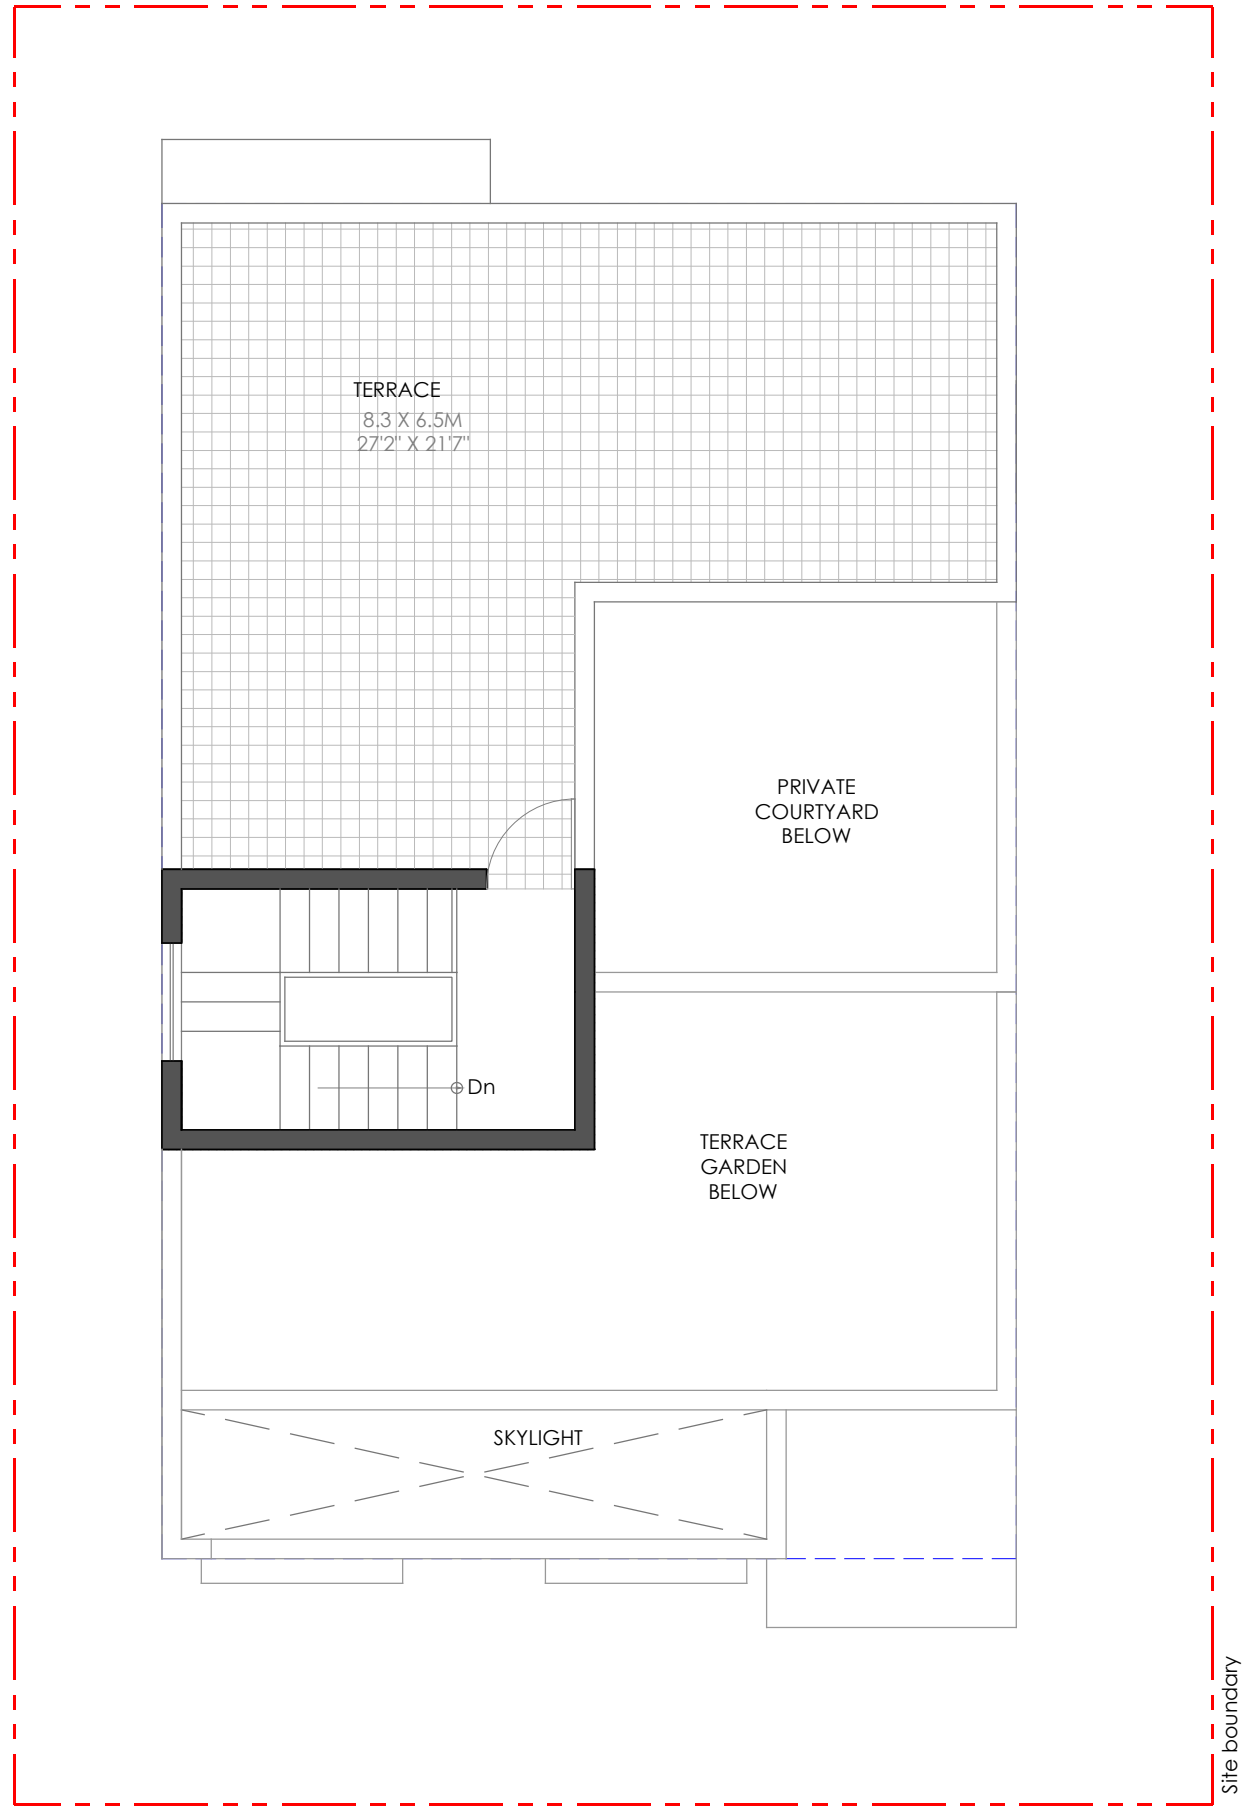 TERRACE
8.3 X 6.5M
27'2" X 21'7"
PRIVATE
COURTYARD
BELOW
Dn
TERRACE
GARDEN
BELOW
SKYLIGHT
Site boundary